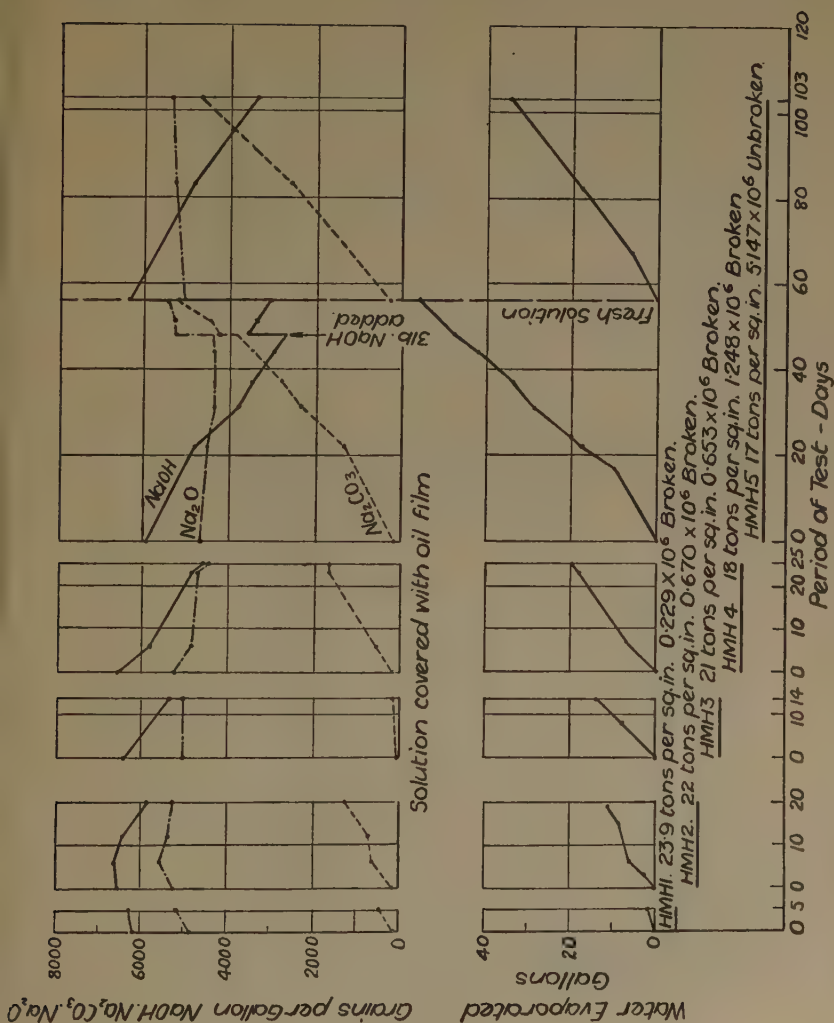 Grains per Gallon NaOH.Na₂CO₃.Na₂O
8000
6000
4000
2000
0
NaOH
Na₂O
Na₂CO₃
3lb. NaOH
added.
Solution covered with oil film
Water Evaporated
Gallons
40
20
0
Fresh Solution
HMH1. 23·9 tons per sq.in. 0·229×10⁶ Broken.
HMH2. 22 tons per sq.in. 0·670×10⁶ Broken.
HMH3 21 tons per sq.in. 0·653×10⁶ Broken.
HMH4 18 tons per sq.in. 1·248×10⁶ Broken
HMH5 17 tons per sq.in. 5·147×10⁶ Unbroken.
0 5 0 10 20 0 10 14 0 10 20 25 0 20 40 60 80 100 103 120
Period of Test - Days